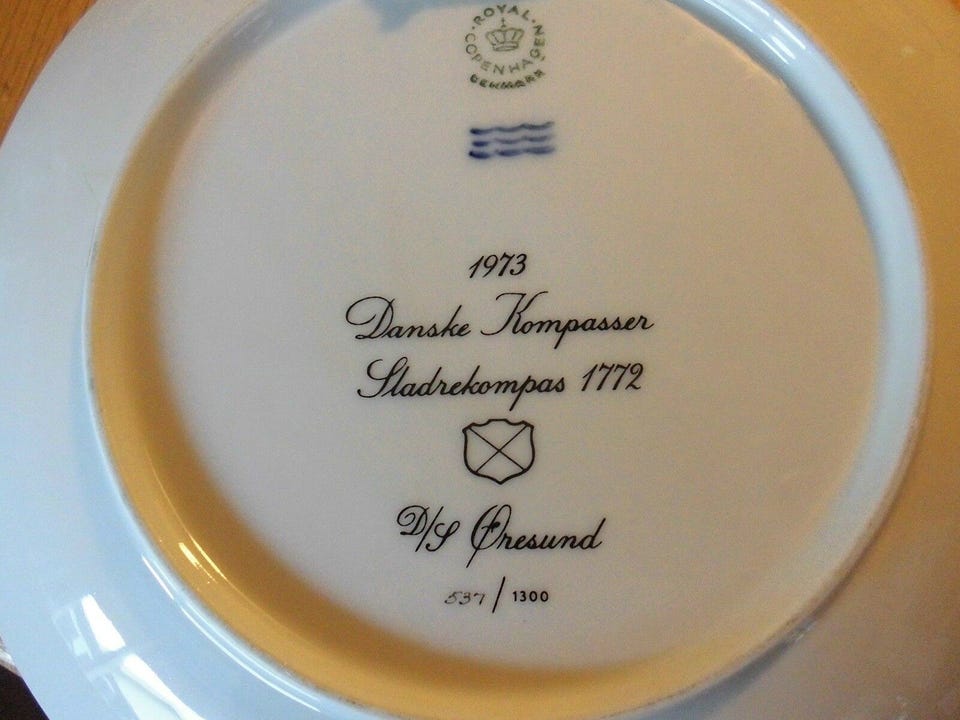 ROYAL COPENHAGEN
DENMARK
1973
Danske Kompasser
Sladrekompas 1772
D/S Øresund
537/1300